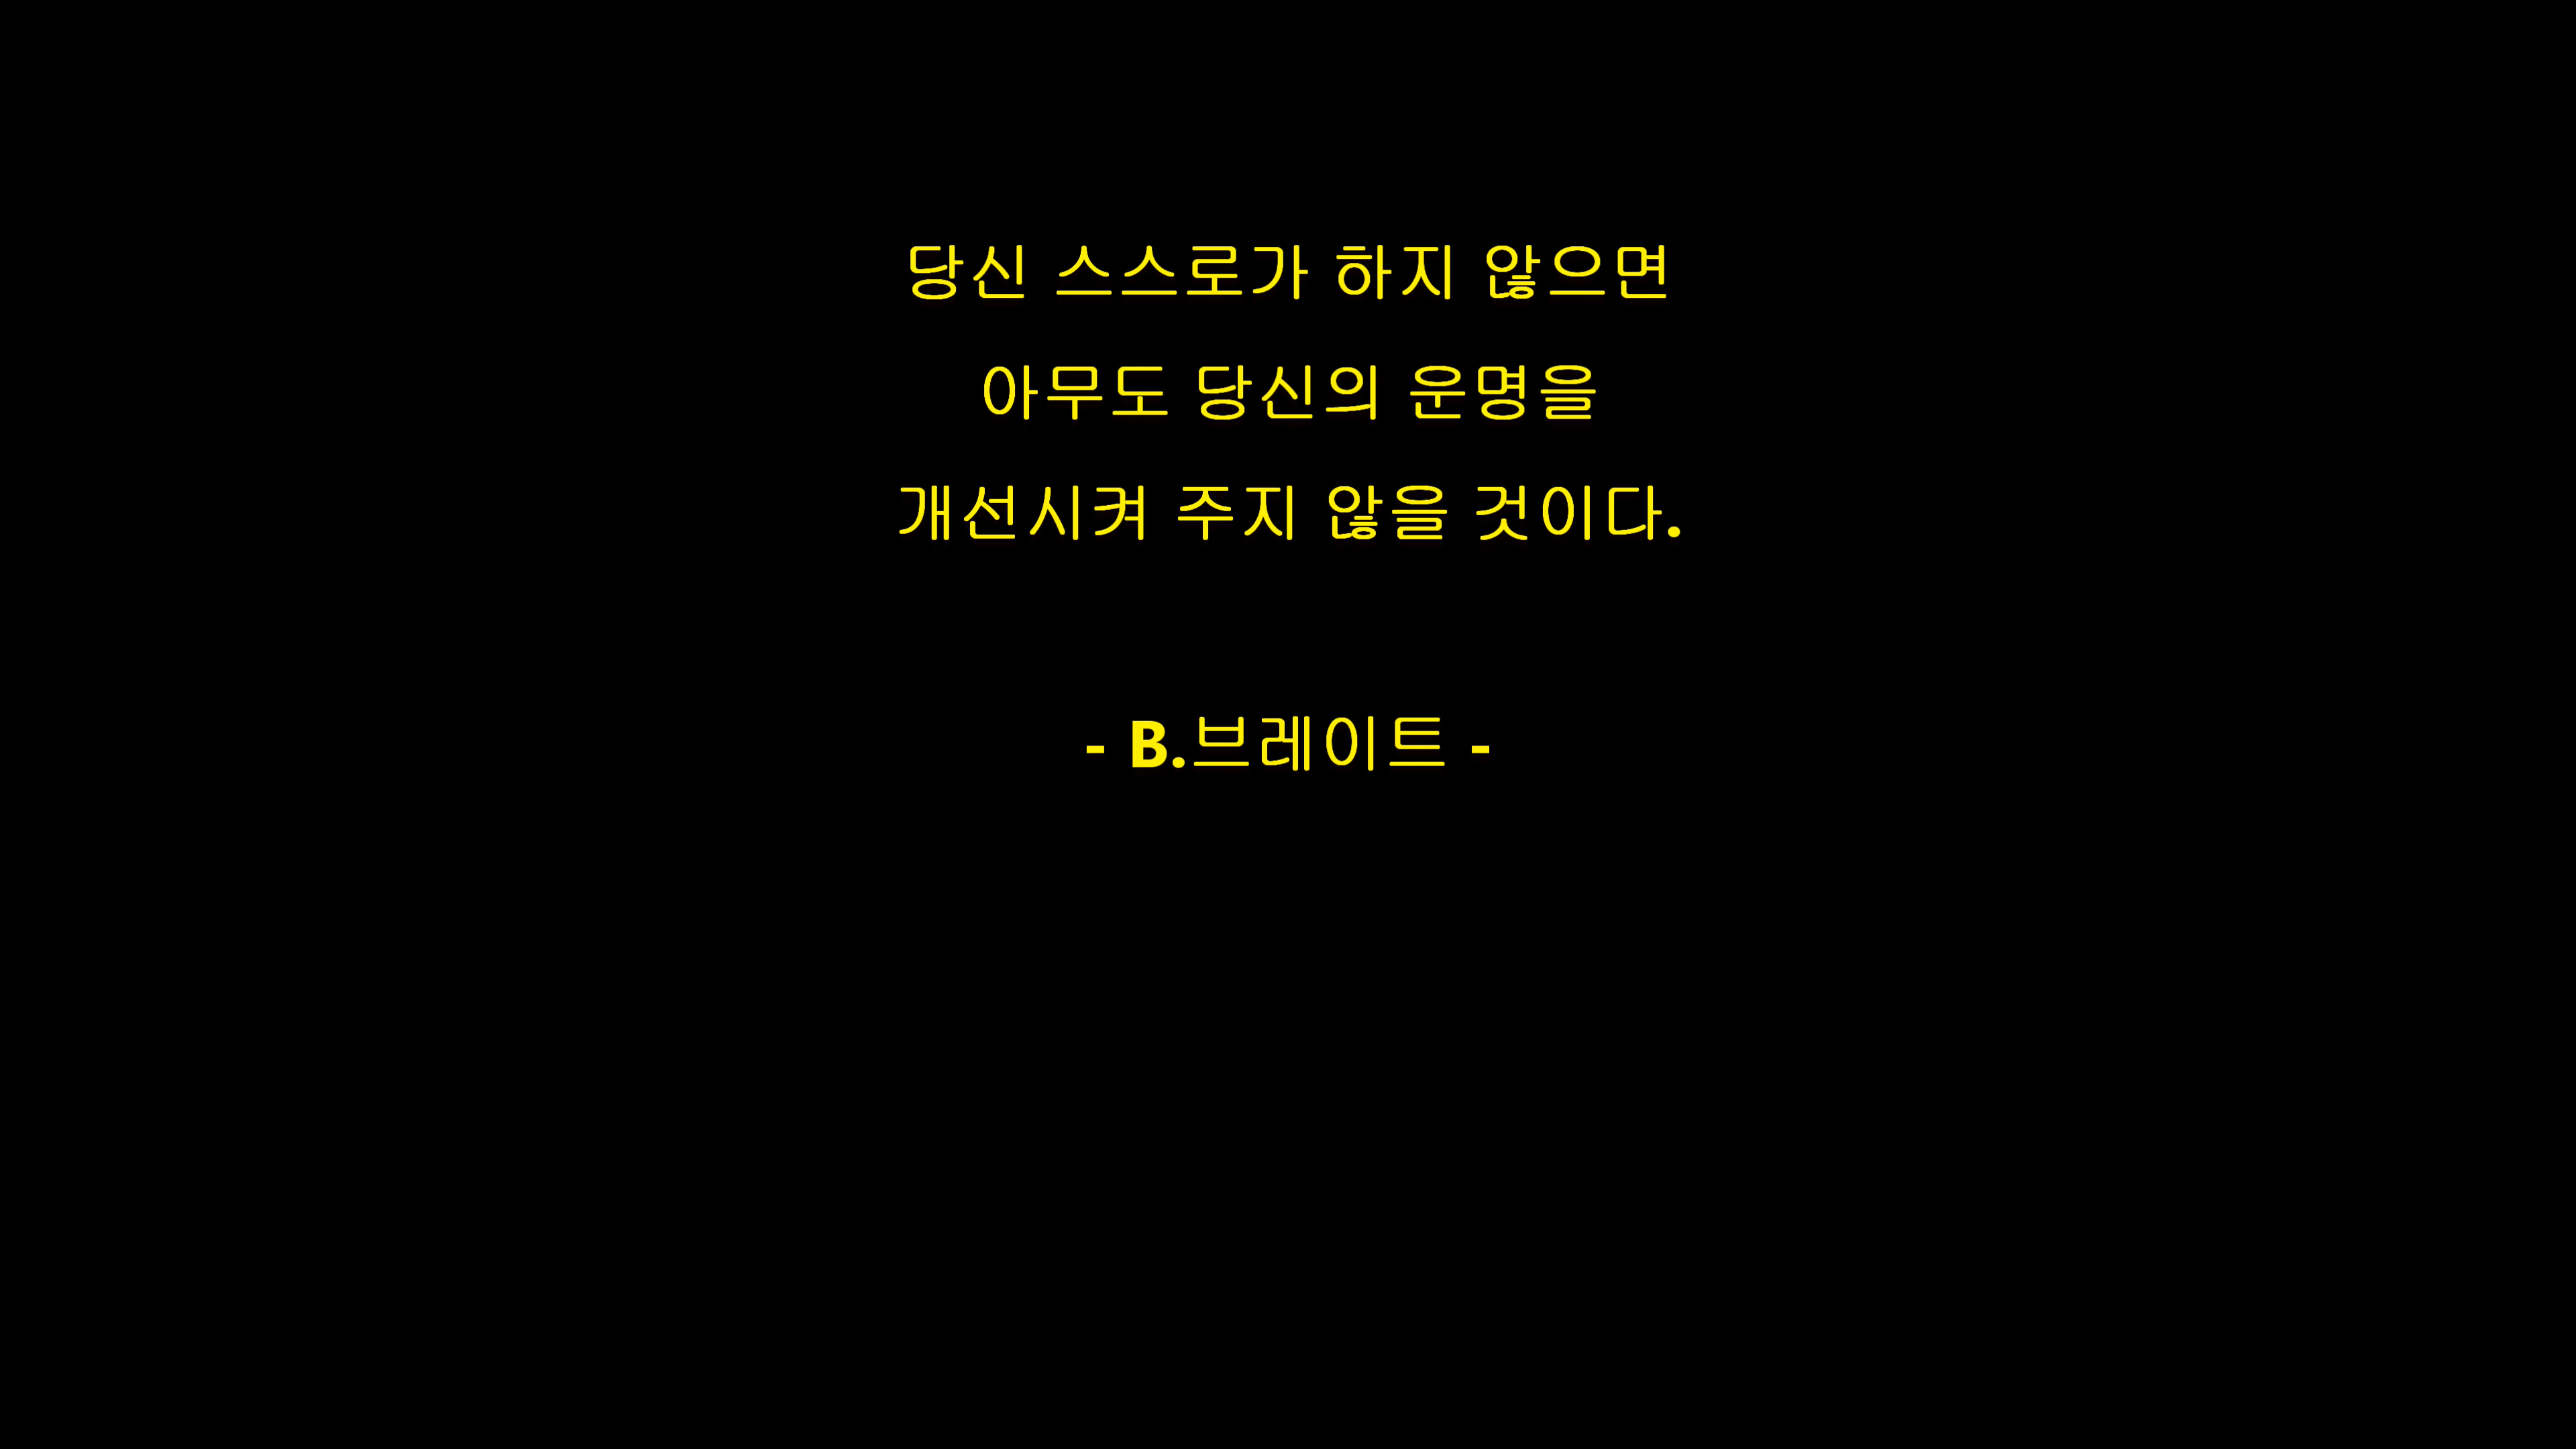 당신 스스로가 하지 않으면
아무도 당신의 운명을
개선시켜 주지 않을 것이다.
- B.브레이트 -